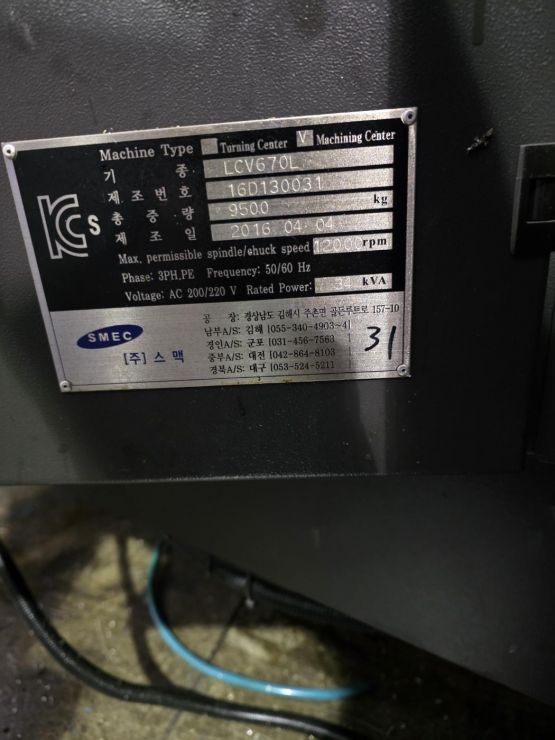 Machine Type Turning Center V Machining Center
기 종 LCV670L
제 조 번 호 16D130031
총 중 량 9500 kg
제 조 일 2016 04 04
Max, permissible spindle/chuck speed 12000 rpm
Phase: 3PH,PE Frequency: 50/60 Hz
Voltage: AC 200/220 V Rated Power: 34 kVA
KCs
SMEC
[주] 스 맥
공 장: 경상남도 김해시 주촌면 골든루트로 157-10
남부A/S: 김해 [055-340-4903~4]
경인A/S: 군포 [031-456-7563]
중부A/S: 대전 [042-864-8103]
경북A/S: 대구 [053-524-5211]
31